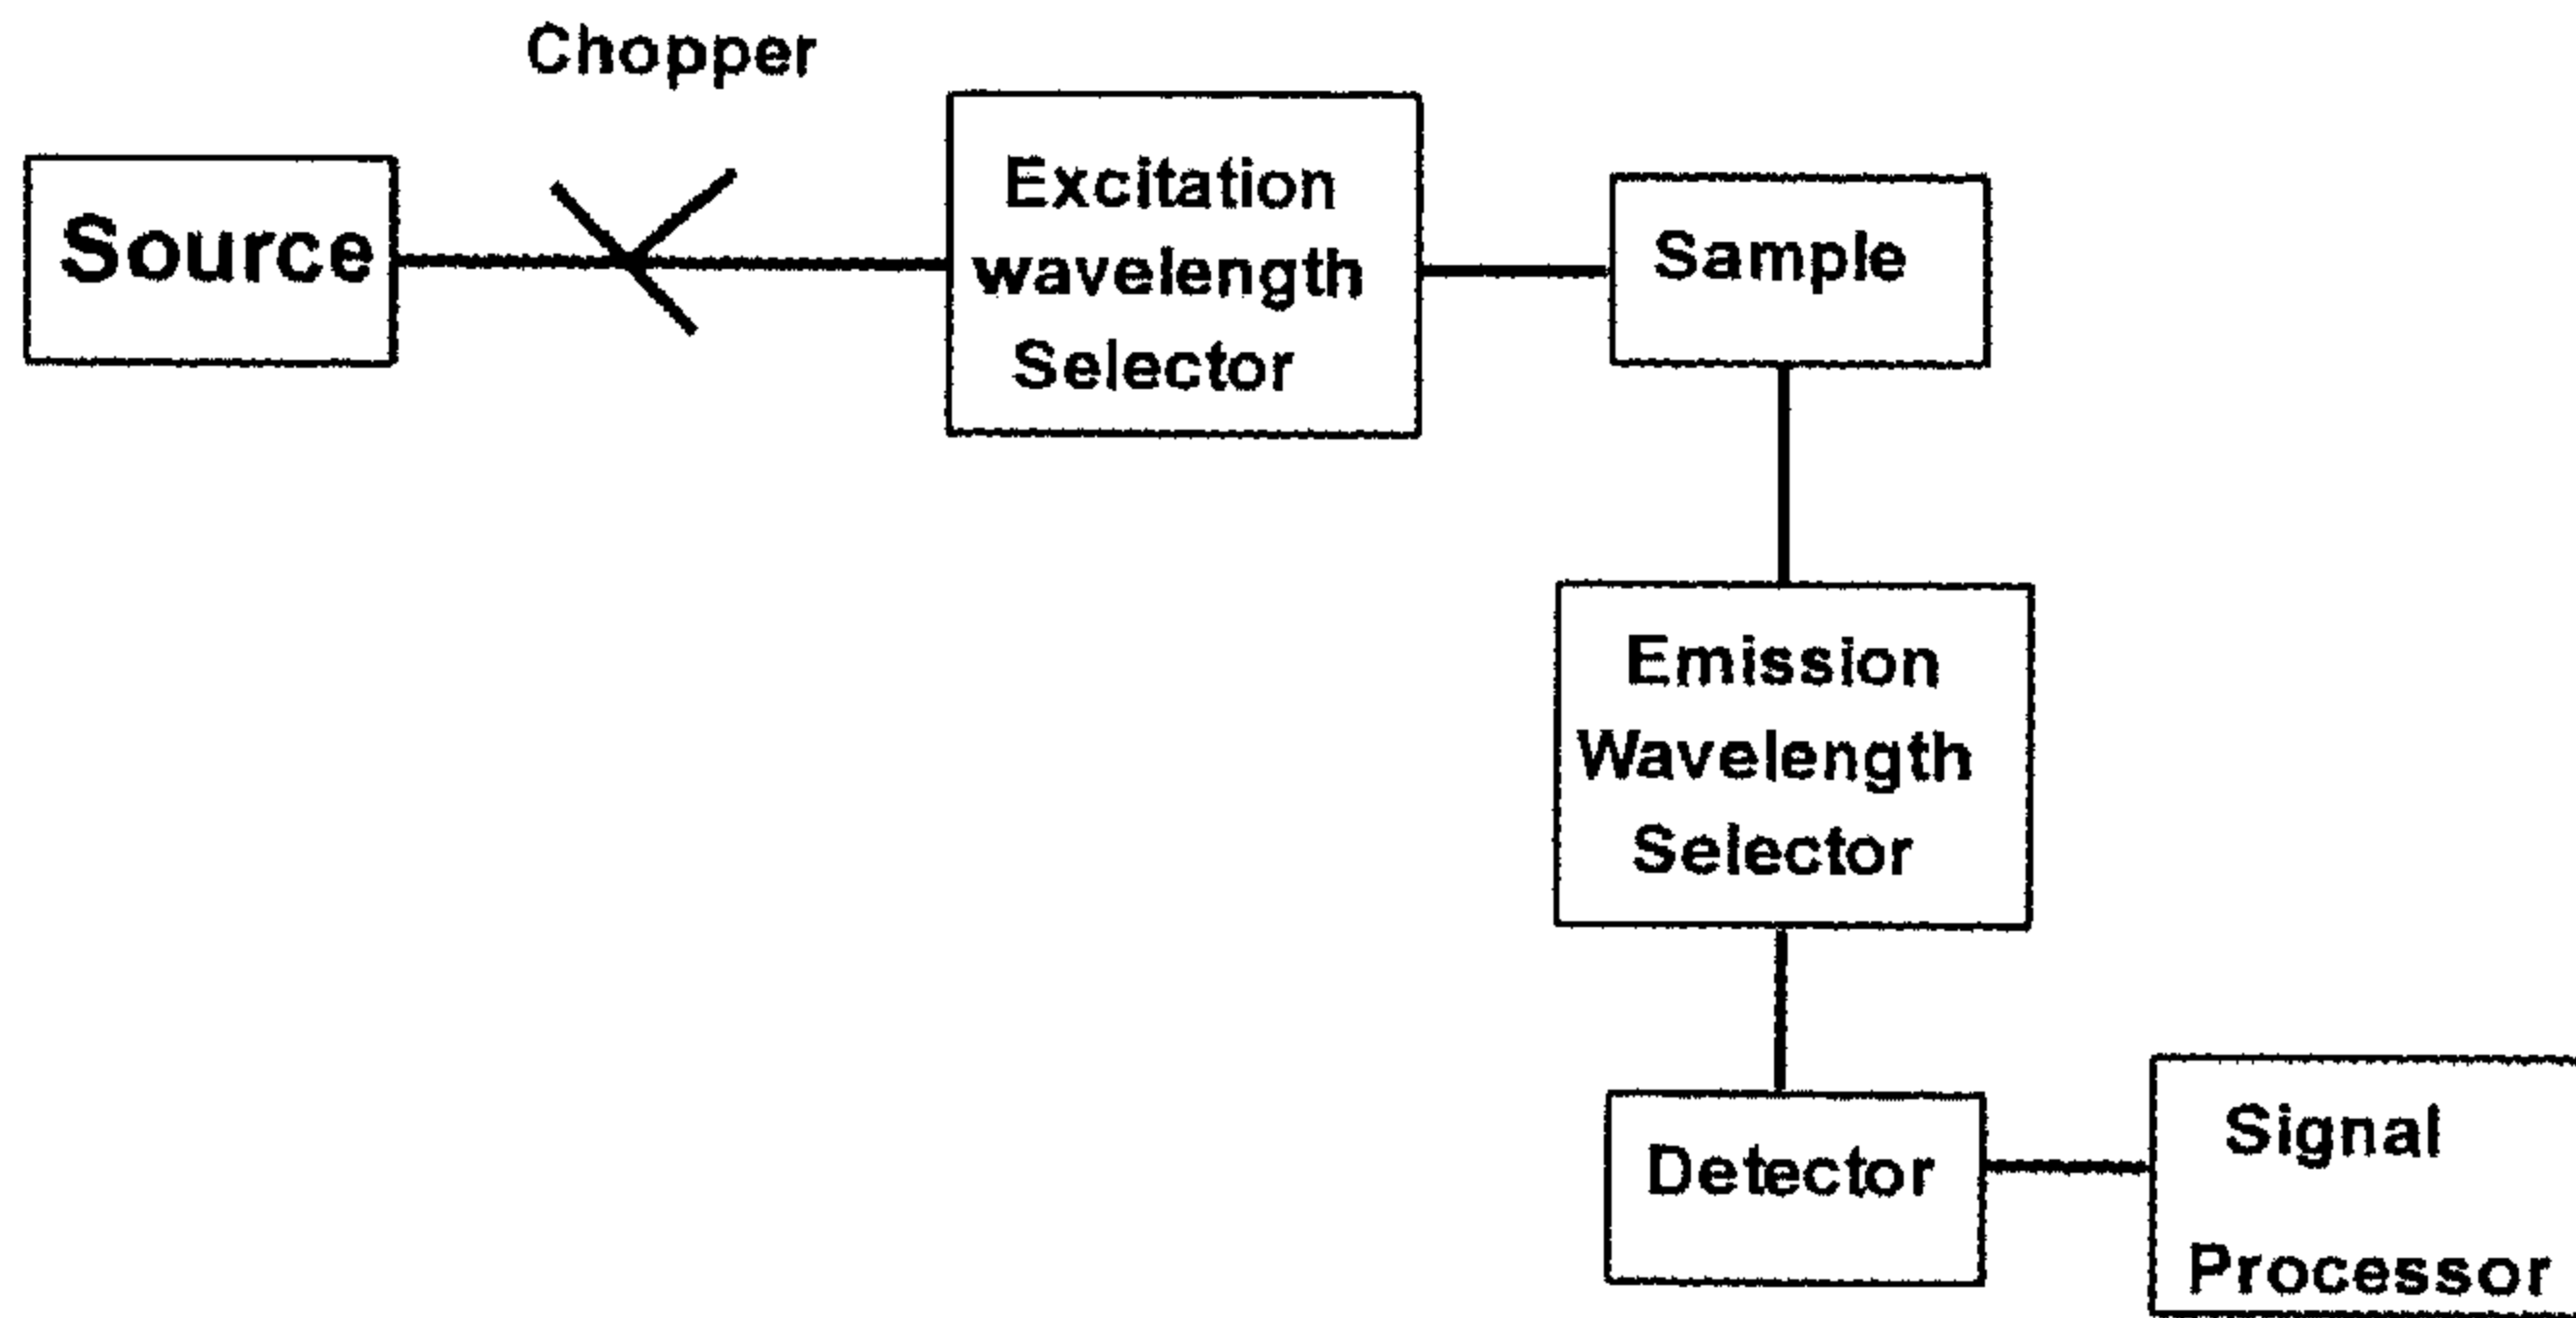 Chopper
Source
Excitation
wavelength
Selector
Sample
Emission
Wavelength
Selector
Detector
Signal
Processor